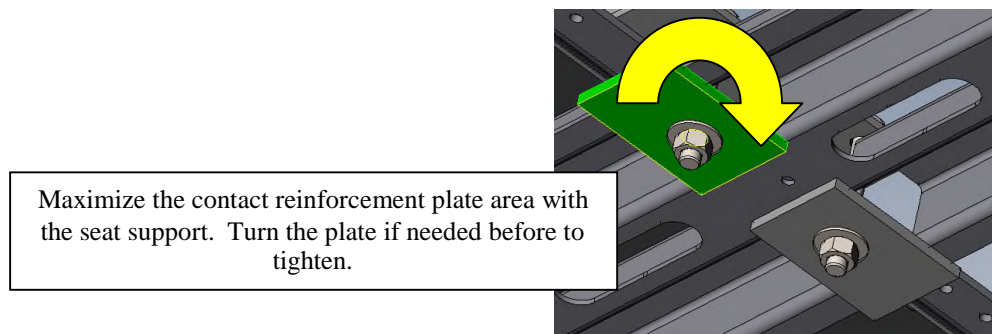 Maximize the contact reinforcement plate area with
the seat support.  Turn the plate if needed before to
tighten.